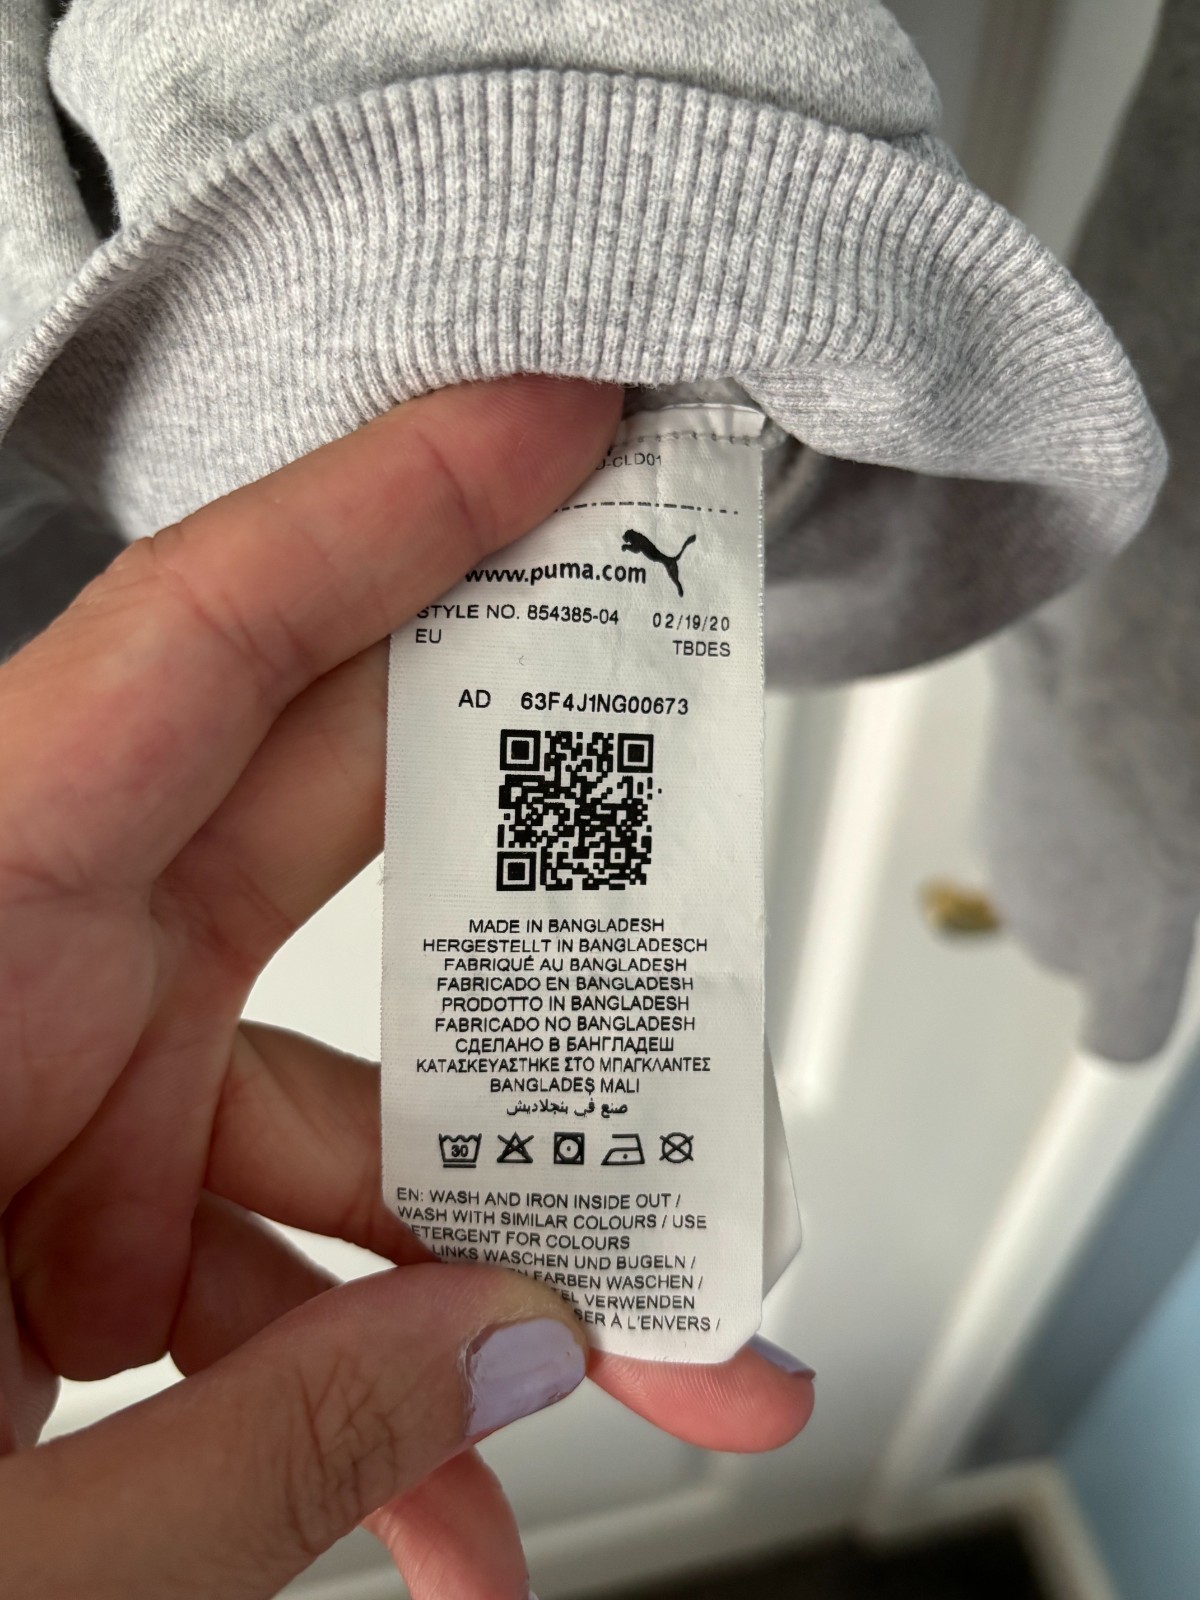 -CLD01
www.puma.com
STYLE NO. 854385-04 02/19/20
EU TBDES
AD 63F4J1NG00673
MADE IN BANGLADESH
HERGESTELLT IN BANGLADESCH
FABRIQUÉ AU BANGLADESH
FABRICADO EN BANGLADESH
PRODOTTO IN BANGLADESH
FABRICADO NO BANGLADESH
СДЕЛАНО В БАНГЛАДЕШ
ΚΑΤΑΣΚΕΥΑΣΤΗΚΕ ΣΤΟ ΜΠΑΓΚΛΑΝΤΕΣ
BANGLADEŞ MALI
صنع في بنجلاديش
30
EN: WASH AND IRON INSIDE OUT /
WASH WITH SIMILAR COLOURS / USE
DETERGENT FOR COLOURS
LINKS WASCHEN UND BUGELN /
FARBEN WASCHEN /
VERWENDEN
À L'ENVERS /